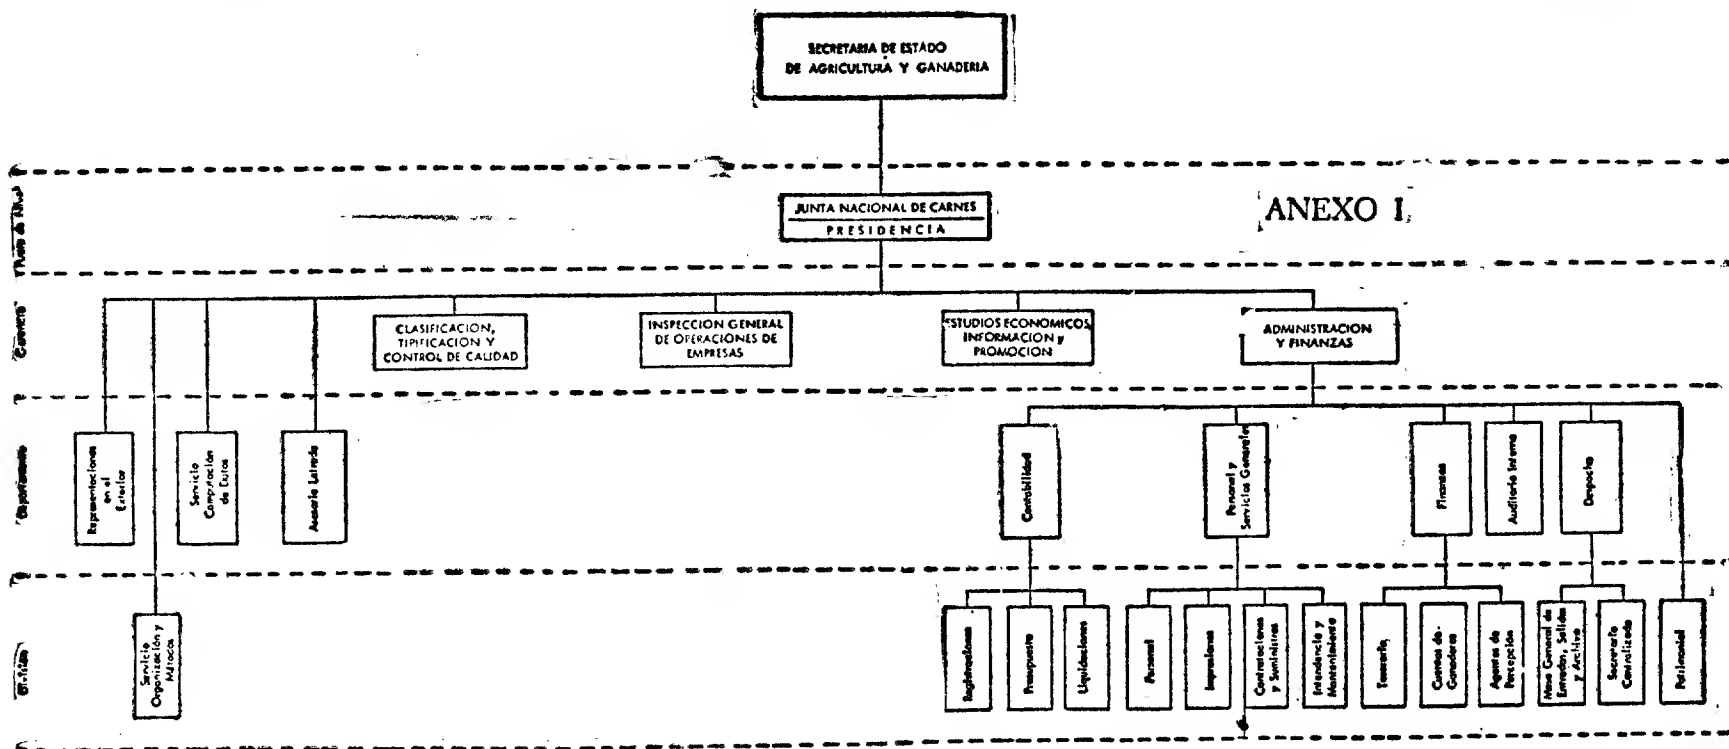 SECRETARIA DE ESTADO
DE AGRICULTURA Y GANADERIA
ANEXO I
JUNTA NACIONAL DE CARNES
PRESIDENCIA
CLASIFICACION,
TIPIFICACION Y
CONTROL DE CALIDAD
INSPECCION GENERAL
DE OPERACIONES DE
EMPRESAS
ESTUDIOS ECONOMICOS,
INFORMACION y
PROMOCION
ADMINISTRACION
Y FINANZAS
Departamento
Representaciones
en el
Exterior
Servicio
Computación
de Datos
Asesoría Letrada
Contabilidad
Personal y
Servicios Generales
Finanzas
Auditoría Interna
Despacho
División
Servicio
Organización y
Métodos
Registraciones
Presupuesto
Liquidaciones
Personal
Impresiones
Contrataciones
y Suministros
Intendencia y
Mantenimiento
Tesorería
Cuentas de
Ganaderos
Agentes de
Percepción
Mesa General de
Entradas, Salidas
y Archivo
Secretaría
Centralizada
Patrimonial